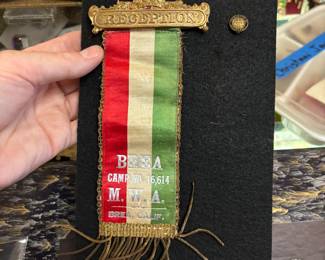 RECEPTION
BREA
CAMP NO. 16,614
M. W. A.
BREA, CALIF.